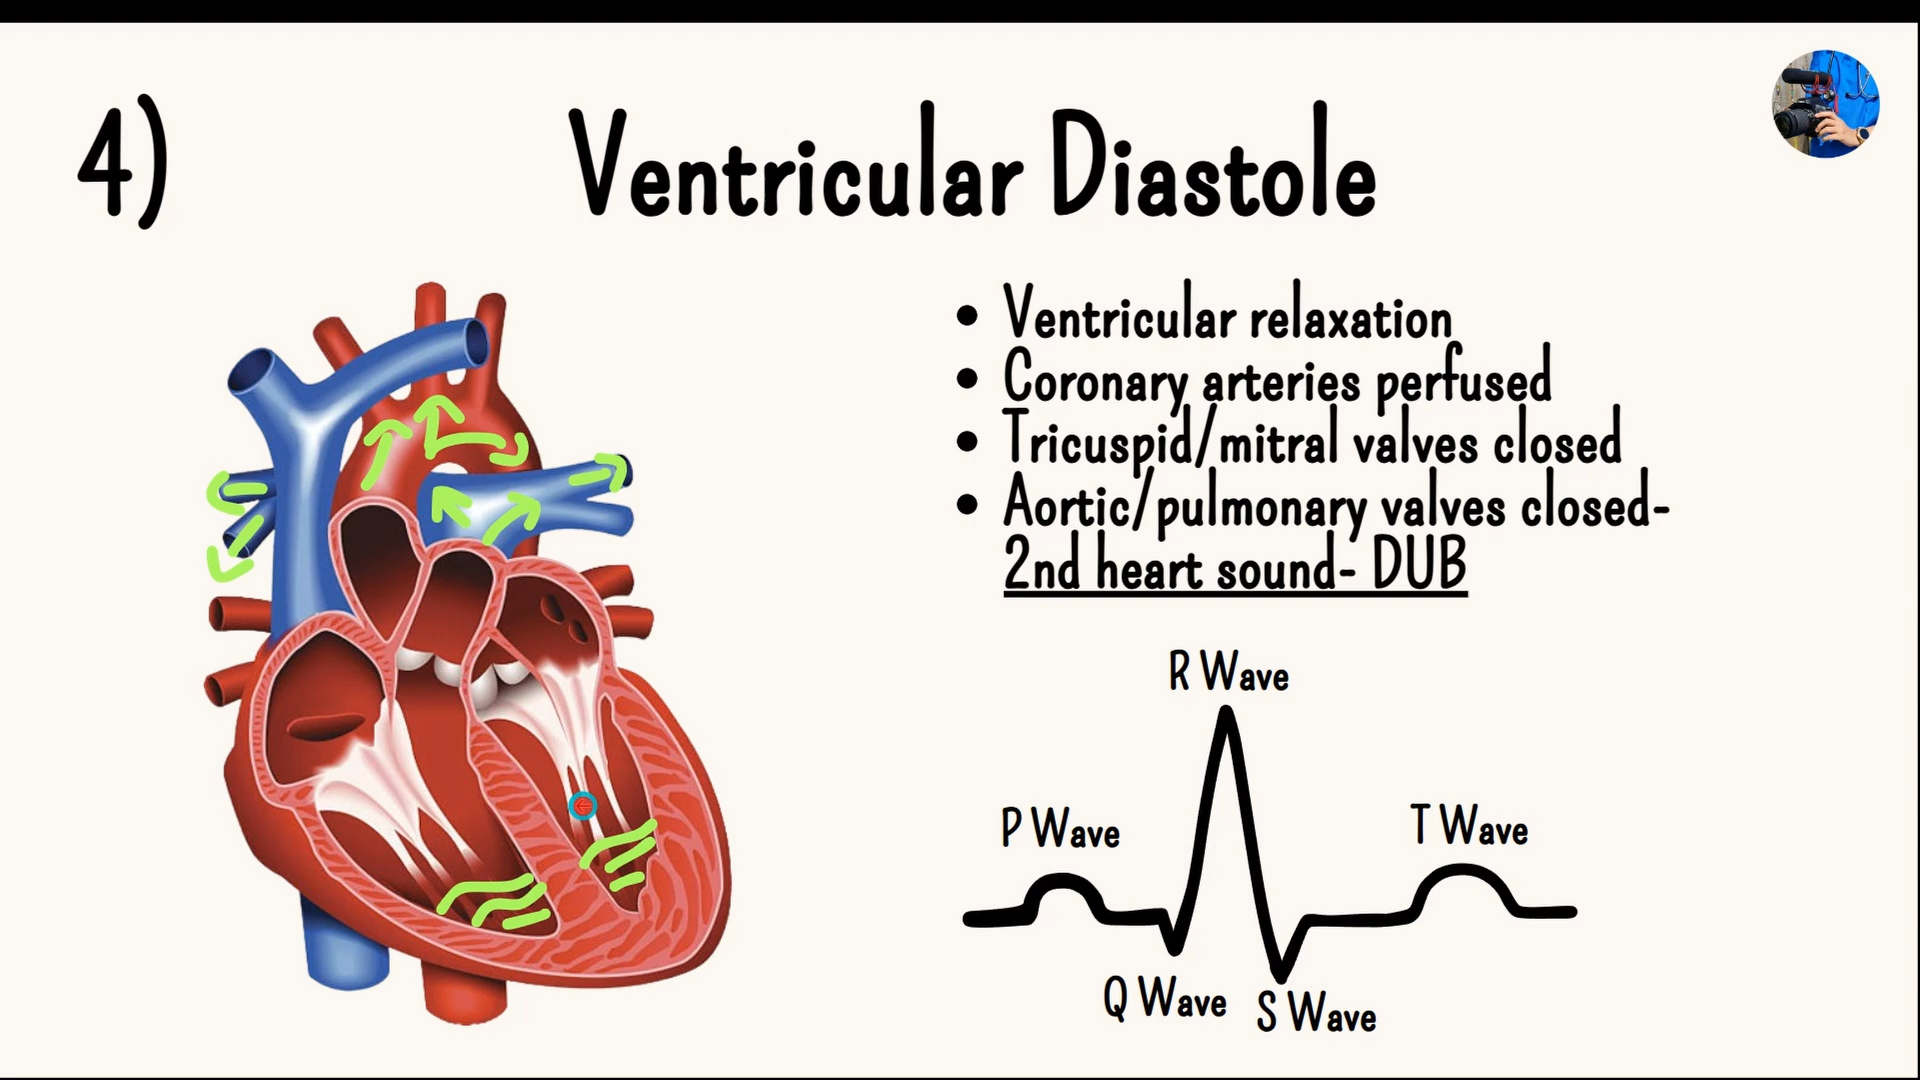 4)
Ventricular Diastole
• Ventricular relaxation
• Coronary arteries perfused
• Tricuspid/mitral valves closed
• Aortic/pulmonary valves closed-
2nd heart sound- DUB
R Wave
P Wave
T Wave
Q Wave
S Wave